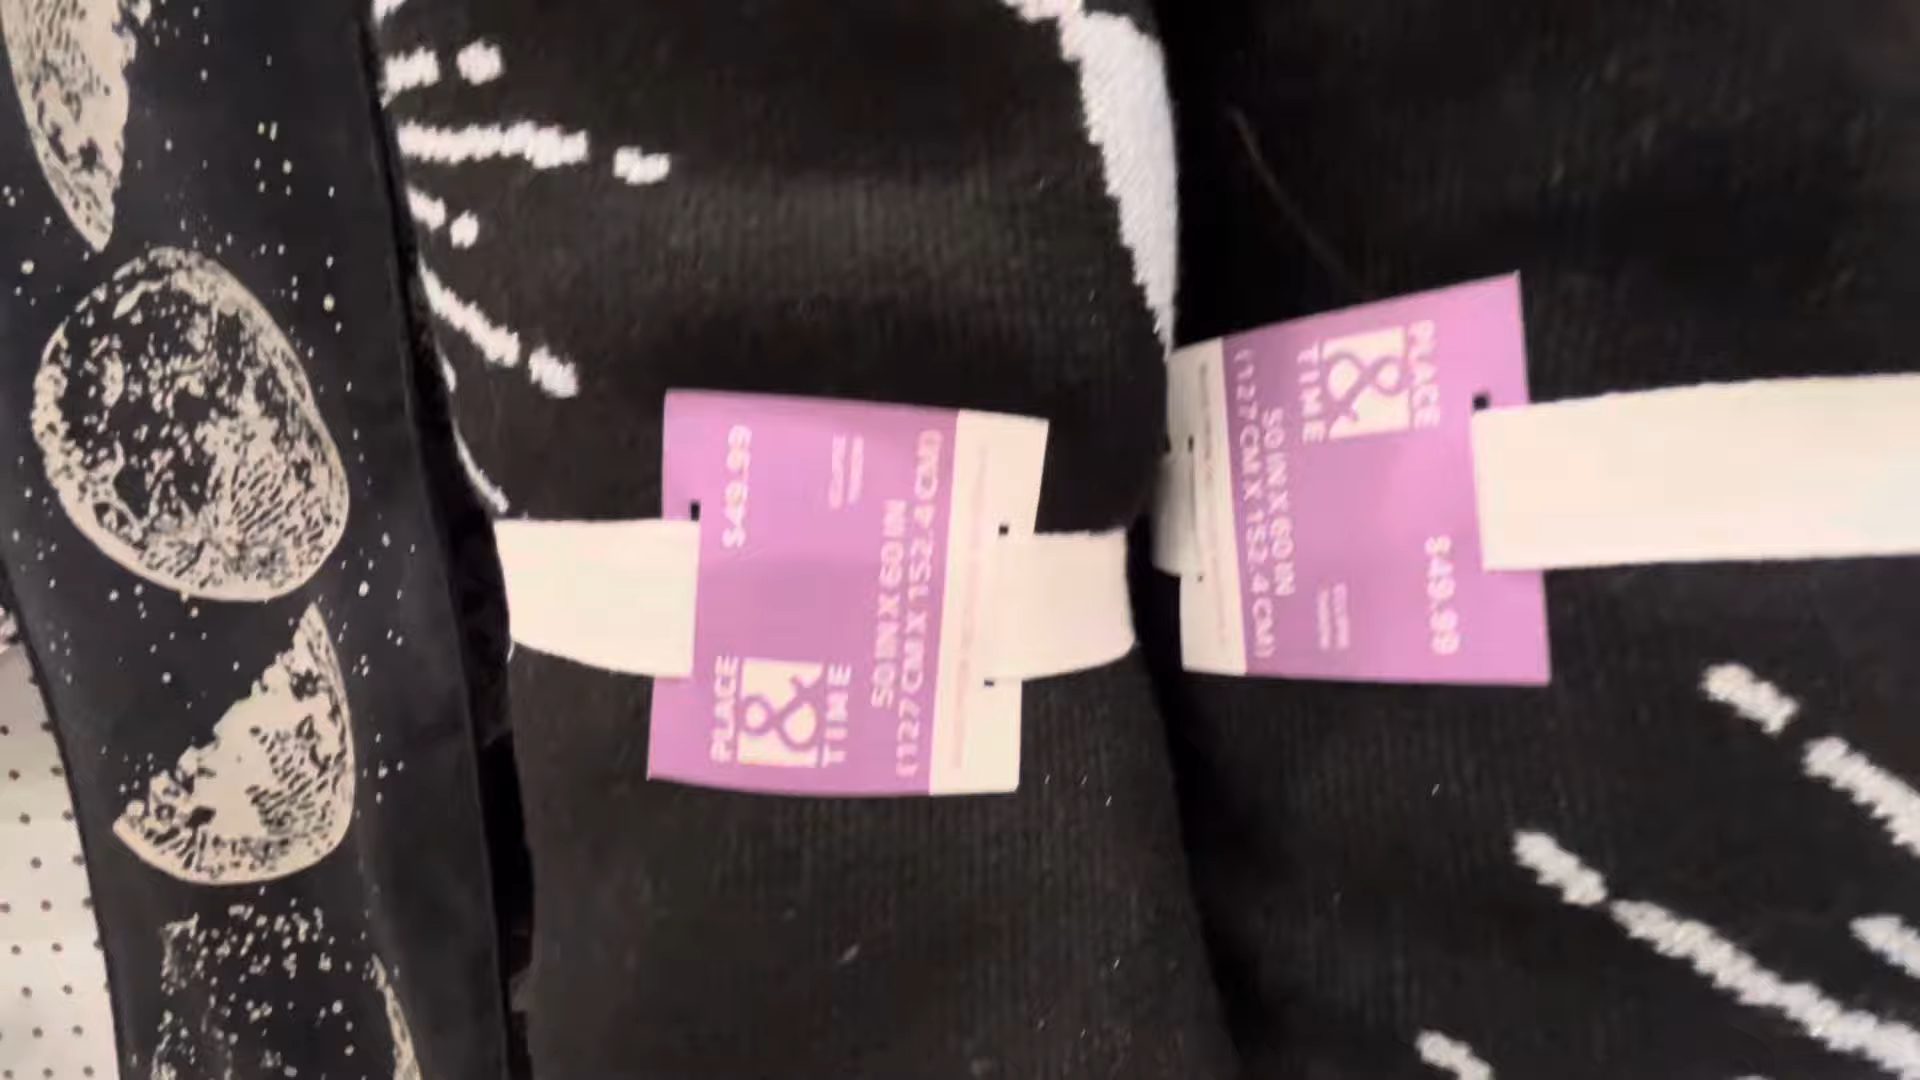 $49.99
PLACE
&
TIME
50 IN X 60 IN
(127 CM X 152.4 CM)
PLACE
&
TIME
50 IN X 60 IN
(127 CM X 152.4 CM)
$49.99